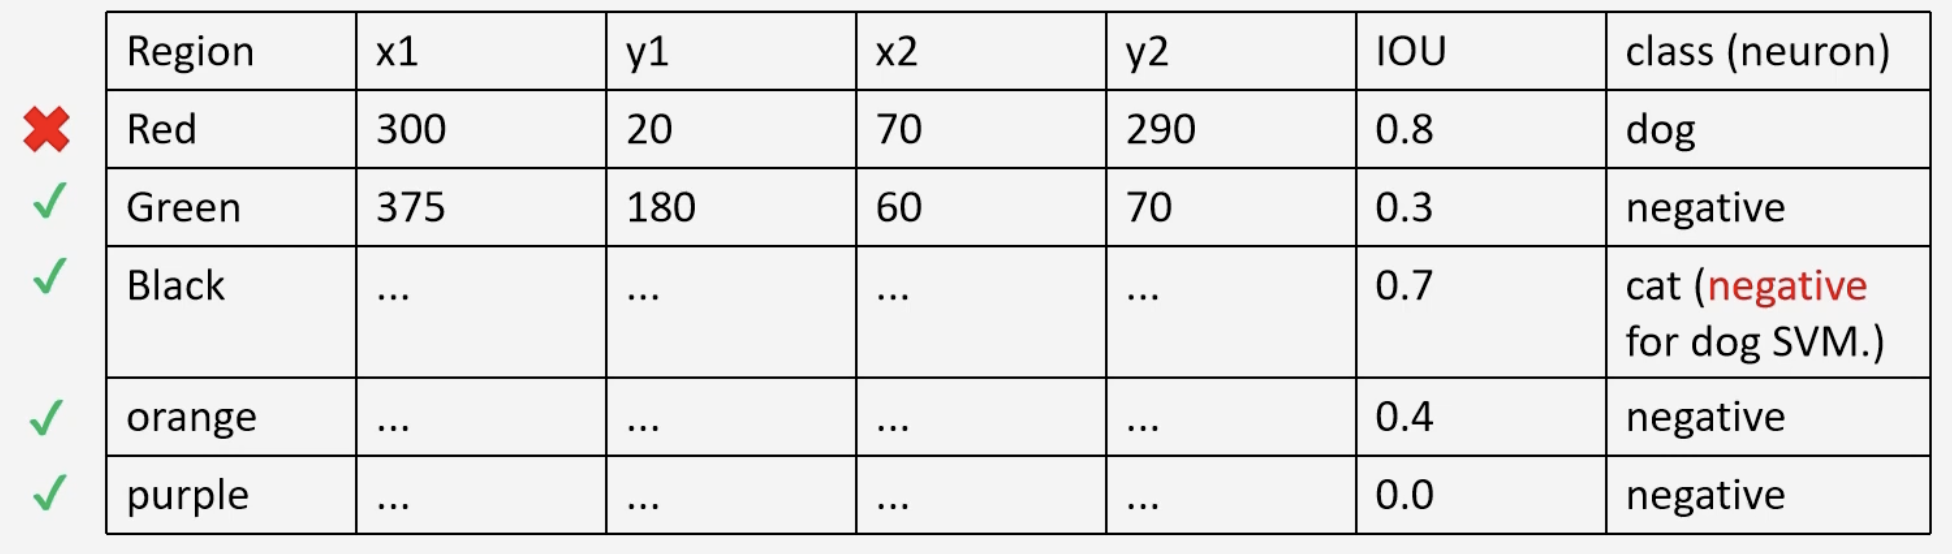 Region x1 y1 x2 y2 IOU class (neuron)
Red 300 20 70 290 0.8 dog
Green 375 180 60 70 0.3 negative
Black ... ... ... ... 0.7 cat (negative
for dog SVM.)
orange ... ... ... ... 0.4 negative
purple ... ... ... ... 0.0 negative